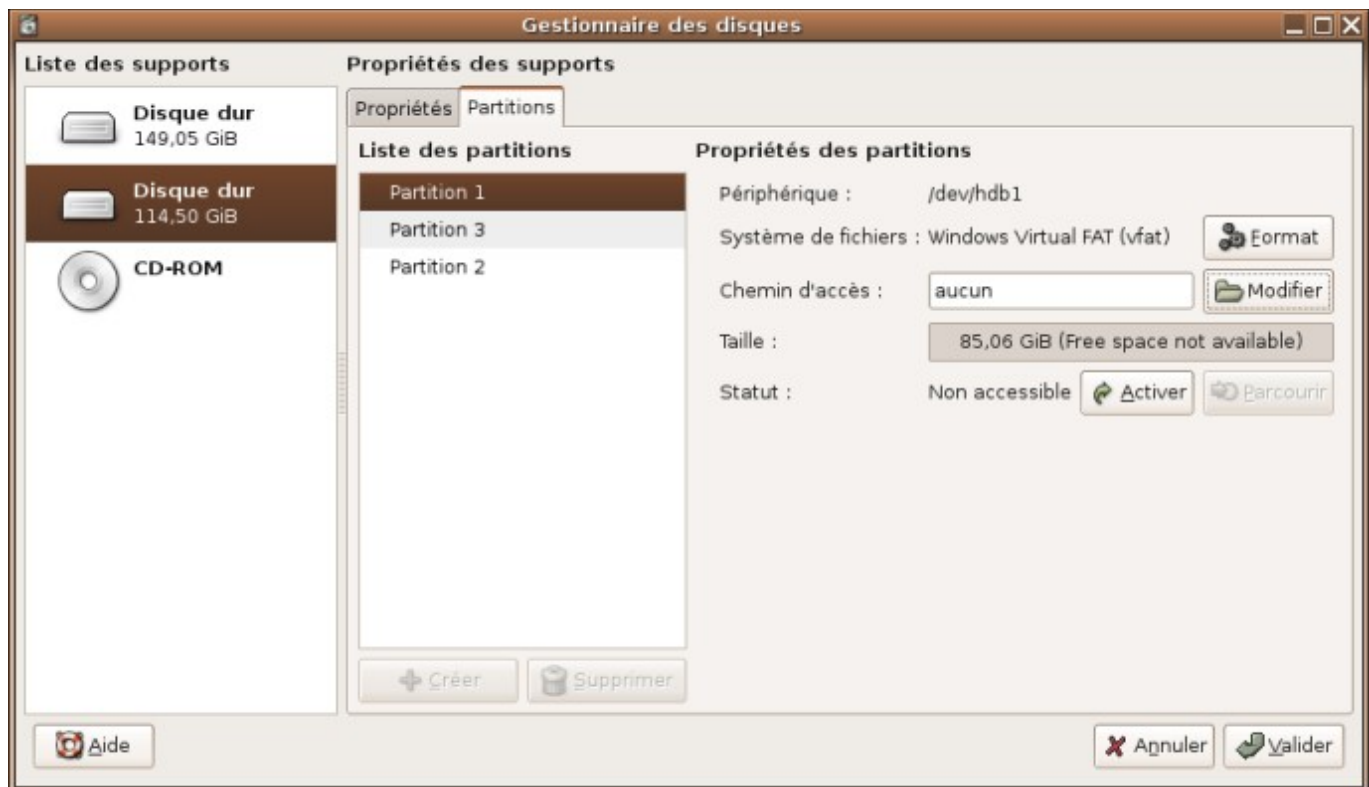 Gestionnaire des disques
Liste des supports
Disque dur
149,05 GiB
Disque dur
114,50 GiB
CD-ROM
Propriétés des supports
Propriétés Partitions
Liste des partitions
Partition 1
Partition 3
Partition 2
Créer Supprimer
Propriétés des partitions
Périphérique : /dev/hdb1
Système de fichiers : Windows Virtual FAT (vfat) Format
Chemin d'accès : aucun Modifier
Taille : 85,06 GiB (Free space not available)
Statut : Non accessible Activer Parcourir
Aide Annuler Valider